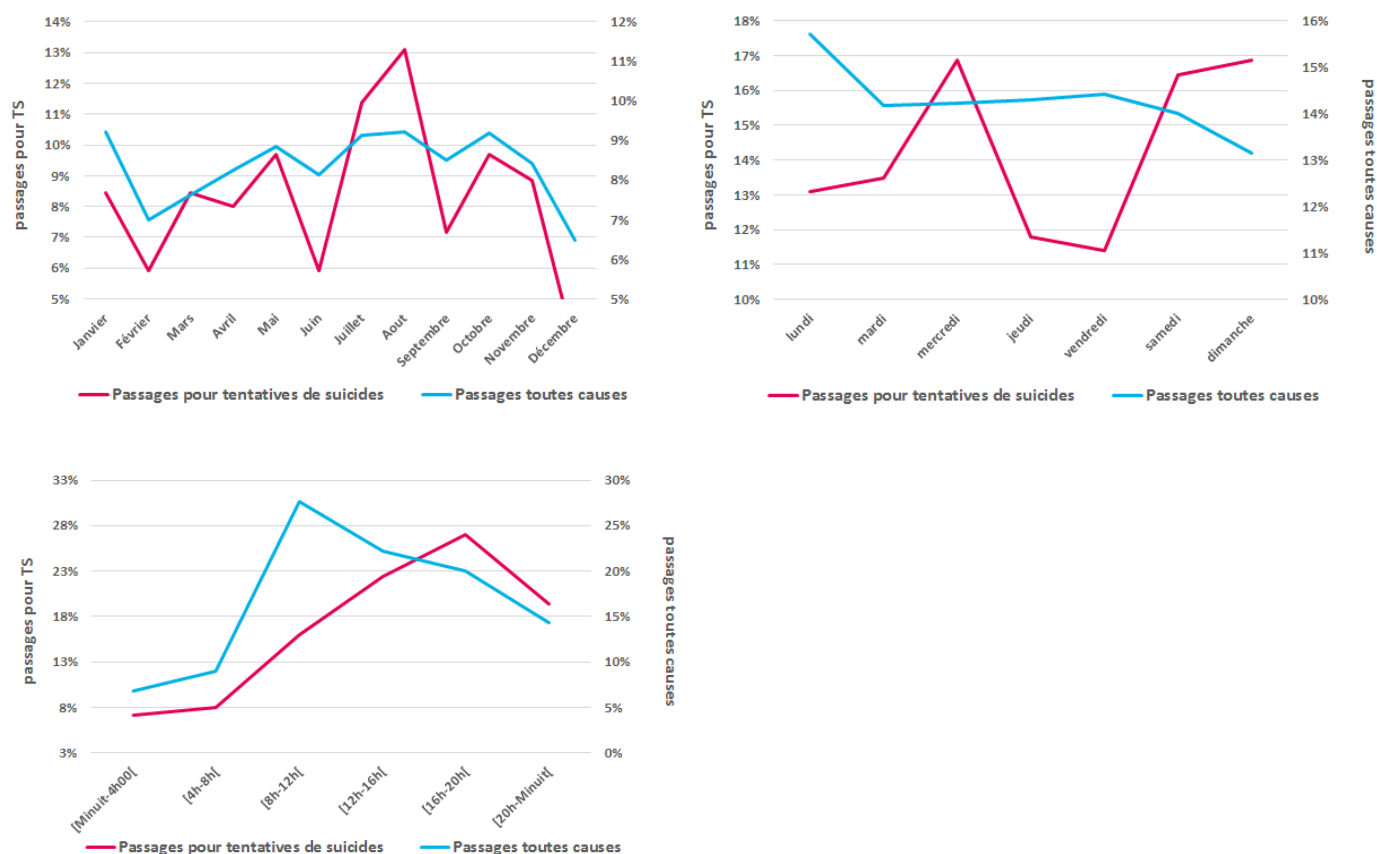 14%
13%
12%
11%
10%
9%
8%
7%
6%
5%
passages pour TS
12%
11%
10%
9%
8%
7%
6%
5%
Janvier
Février
Mars
Avril
Mai
Juin
Juillet
Aout
Septembre
Octobre
Novembre
Décembre
Passages pour tentatives de suicides
Passages toutes causes
18%
17%
16%
15%
14%
13%
12%
11%
10%
passages pour TS
16%
15%
14%
13%
12%
11%
10%
passages toutes causes
lundi
mardi
mercredi
jeudi
vendredi
samedi
dimanche
Passages pour tentatives de suicides
Passages toutes causes
33%
28%
23%
18%
13%
8%
3%
passages pour TS
30%
25%
20%
15%
10%
5%
0%
passages toutes causes
[Minuit-4h00[
[4h-8h[
[8h-12h[
[12h-16h[
[16h-20h[
[20h-Minuit[
Passages pour tentatives de suicides
Passages toutes causes